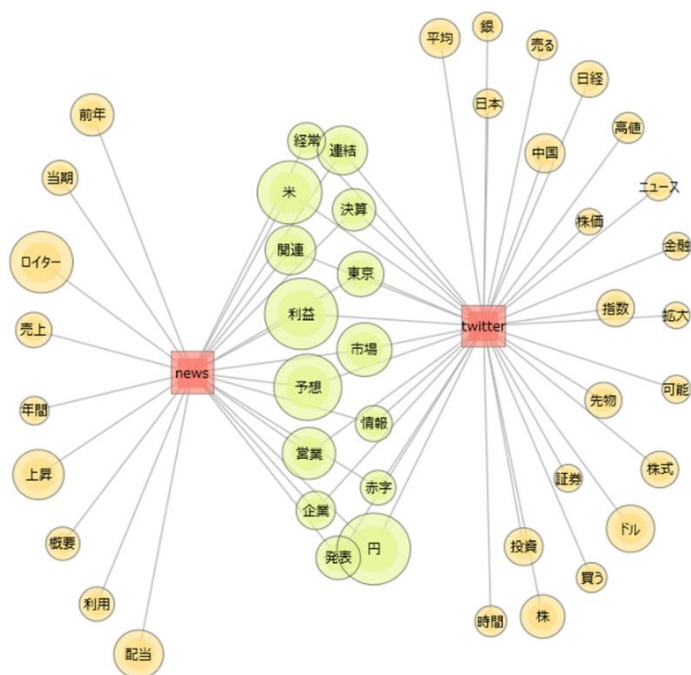 前年
当期
ロイター
売上
年間
上昇
概要
利用
配当
news
経常
連結
米
決算
関連
東京
利益
市場
予想
情報
営業
赤字
企業
発表
円
twitter
平均
銀
売る
日経
日本
高値
中国
ニュース
株価
金融
指数
拡大
可能
先物
株式
証券
ドル
投資
買う
株
時間